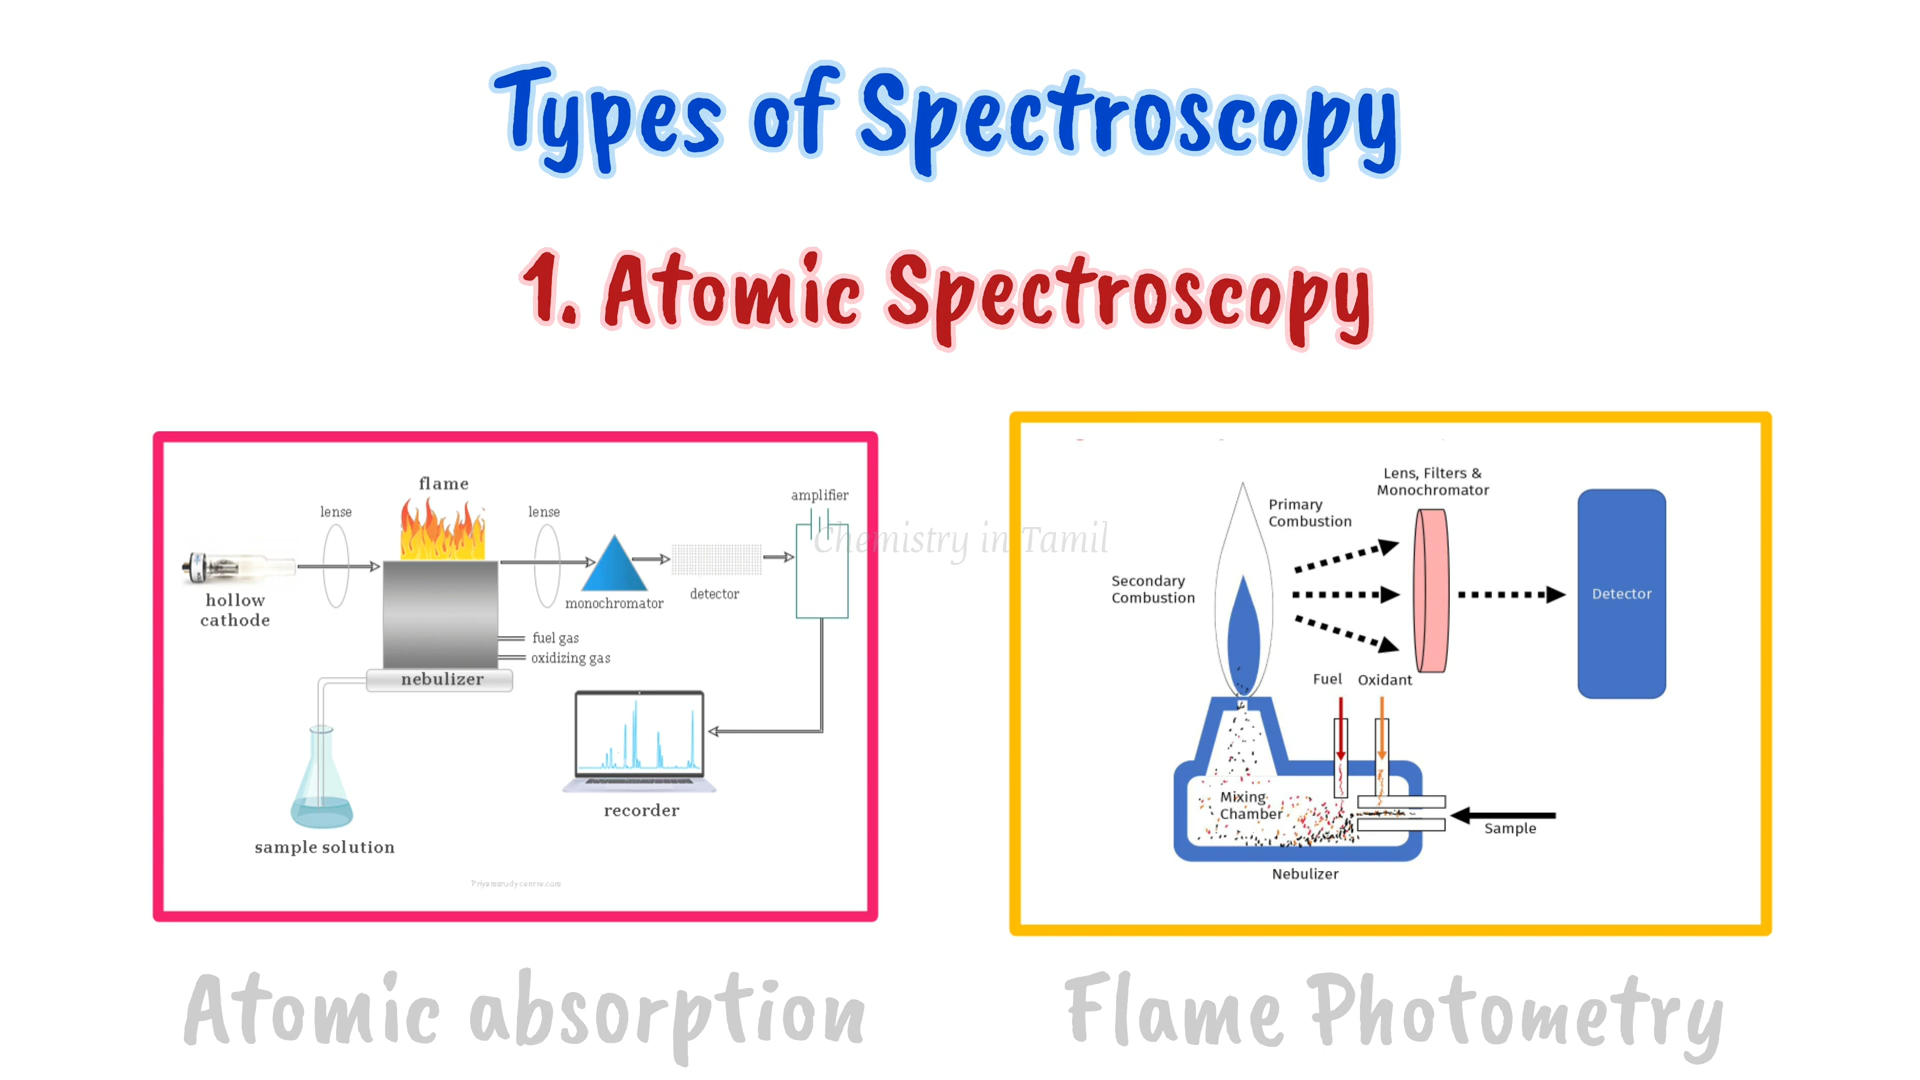 Types of Spectroscopy
1. Atomic Spectroscopy
flame
lense
lense
amplifier
hollow
cathode
monochromator
detector
fuel gas
oxidizing gas
nebulizer
recorder
sample solution
Chemistry in Tamil
Lens, Filters &
Monochromator
Primary
Combustion
Secondary
Combustion
Detector
Fuel
Oxidant
Mixing
Chamber
Sample
Nebulizer
Atomic absorption
Flame Photometry